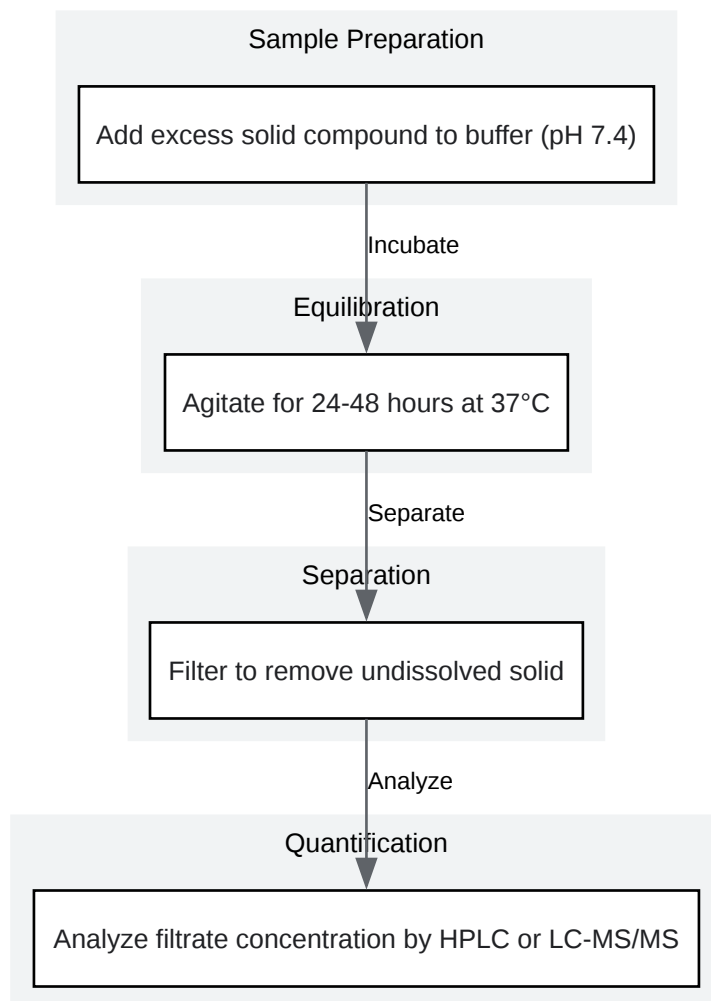 Sample Preparation
Add excess solid compound to buffer (pH 7.4)
Incubate
Equilibration
Agitate for 24-48 hours at 37°C
Separate
Separation
Filter to remove undissolved solid
Analyze
Quantification
Analyze filtrate concentration by HPLC or LC-MS/MS